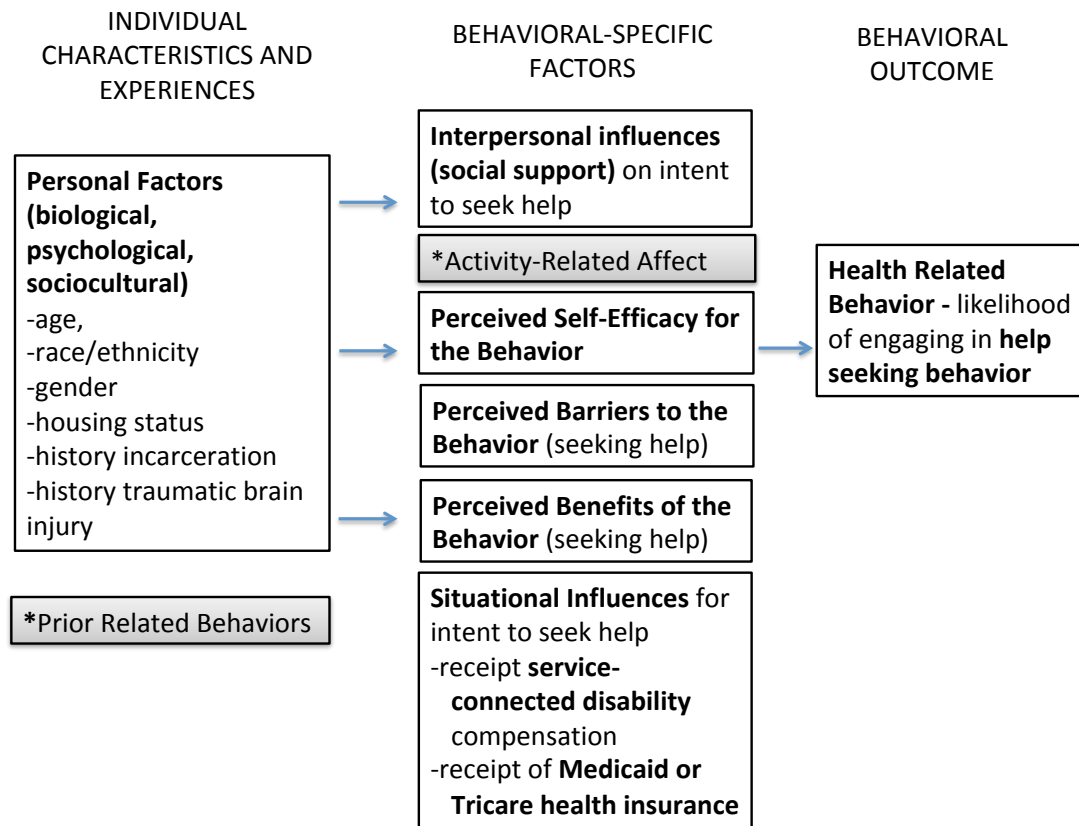 INDIVIDUAL
CHARACTERISTICS AND
EXPERIENCES
BEHAVIORAL-SPECIFIC
FACTORS
BEHAVIORAL
OUTCOME
Personal Factors
(biological,
psychological,
sociocultural)
-age,
-race/ethnicity
-gender
-housing status
-history incarceration
-history traumatic brain
injury
*Prior Related Behaviors
Interpersonal influences
(social support) on intent
to seek help
*Activity-Related Affect
Perceived Self-Efficacy for
the Behavior
Perceived Barriers to the
Behavior (seeking help)
Perceived Benefits of the
Behavior (seeking help)
Situational Influences for
intent to seek help
-receipt service-
connected disability
compensation
-receipt of Medicaid or
Tricare health insurance
Health Related
Behavior - likelihood
of engaging in help
seeking behavior